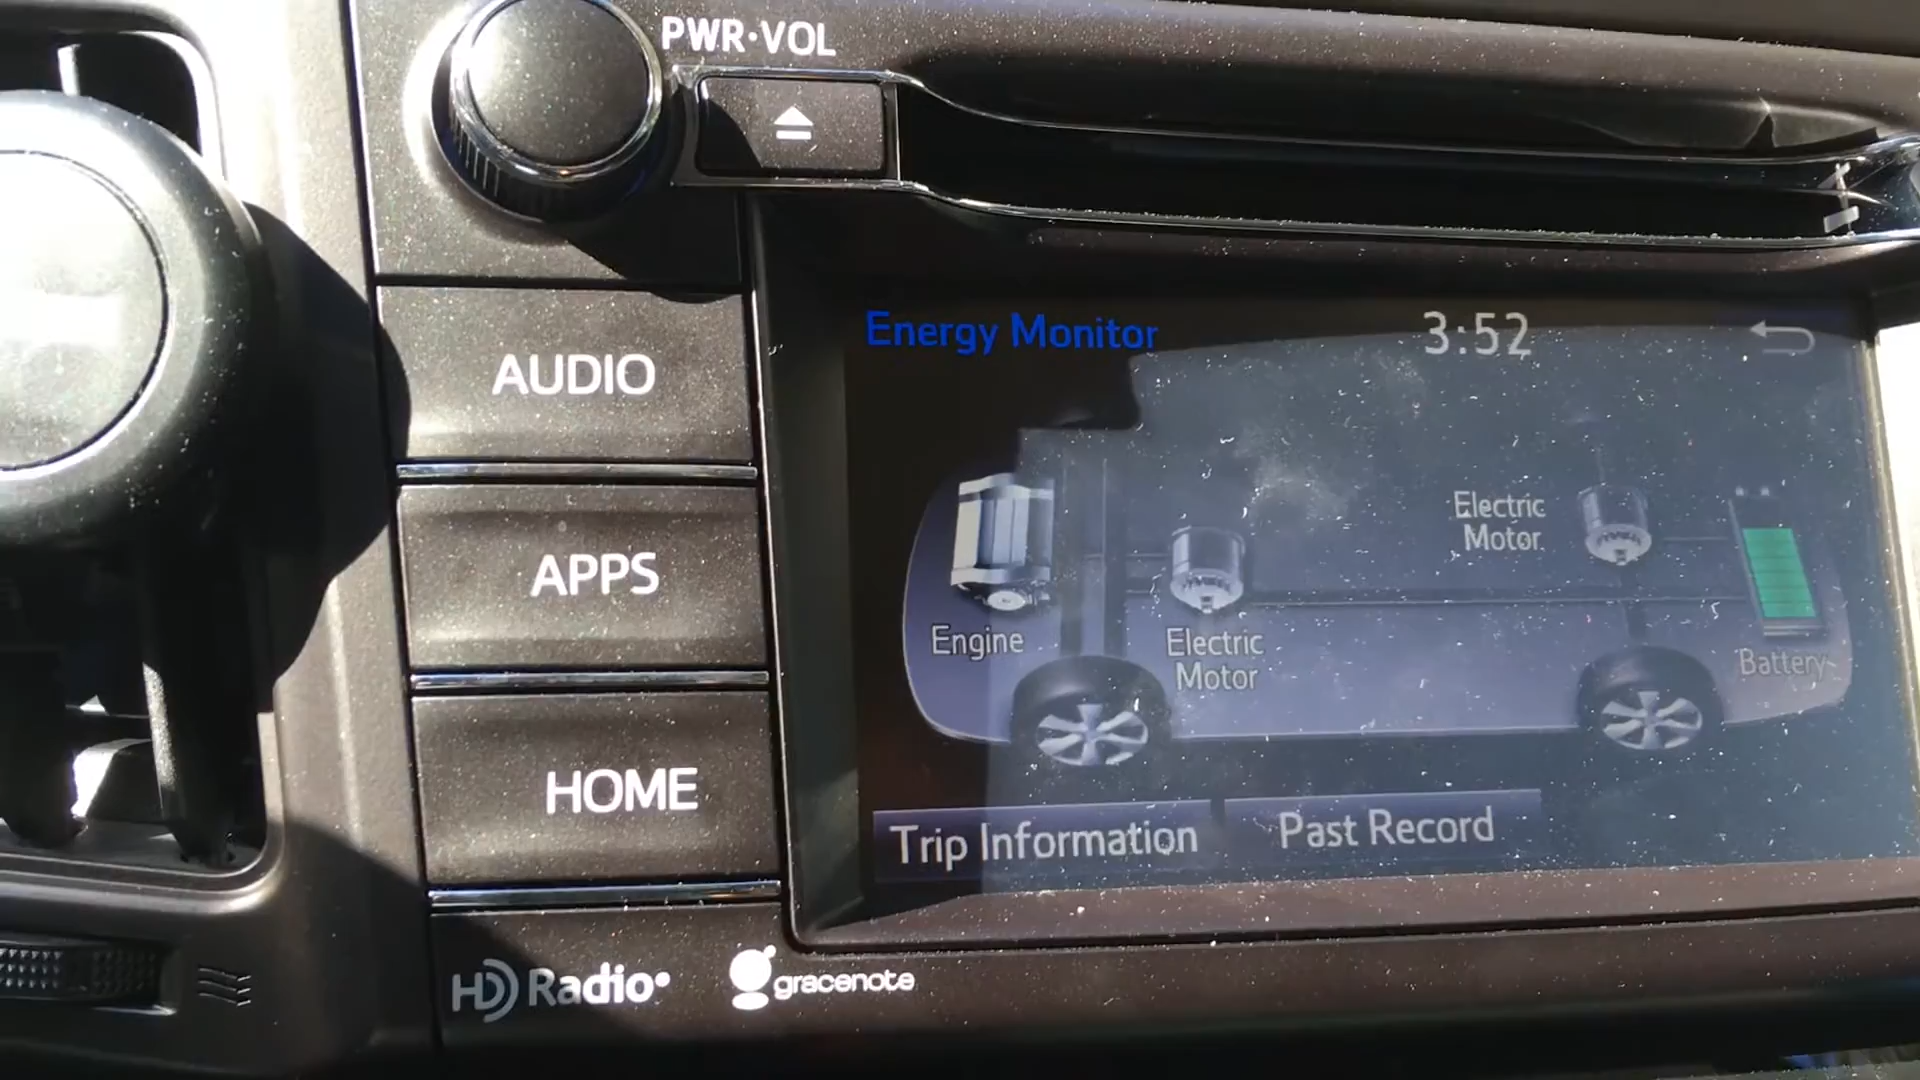 PWR·VOL
AUDIO
APPS
HOME
HD Radio
gracenote
Energy Monitor
3:52
Engine
Electric
Motor
Electric
Motor
Battery
Trip Information
Past Record